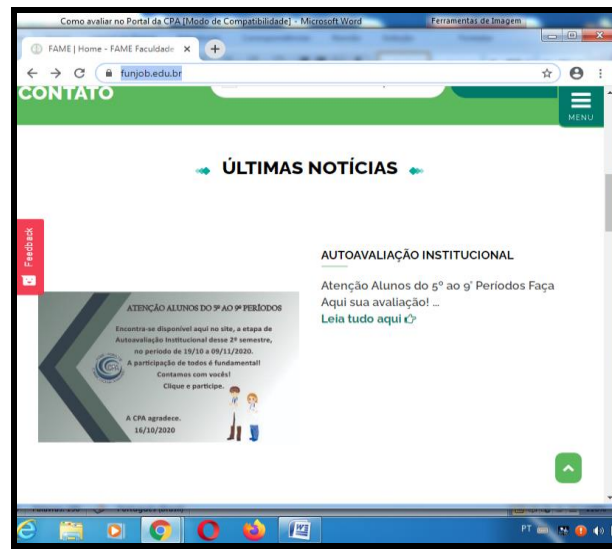 Como avaliar no Portal da CPA [Modo de Compatibilidade] - Microsoft Word
Ferramentas de Imagem
FAME | Home - FAME Faculdade
funjob.edu.br
CONTATO
MENU
ÚLTIMAS NOTÍCIAS
Feedback
AUTOAVALIAÇÃO INSTITUCIONAL
Atenção Alunos do 5º ao 9° Períodos Faça
Aqui sua avaliação! ...
Leia tudo aqui
ATENÇÃO ALUNOS DO 5º AO 9º PERÍODOS
Encontra-se disponível aqui no site, a etapa de
Autoavaliação Institucional desse 2º semestre,
no período de 19/10 a 09/11/2020.
A participação de todos é fundamental!
Contamos com vocês!
Clique e participe.
A CPA agradece.
16/10/2020
PT